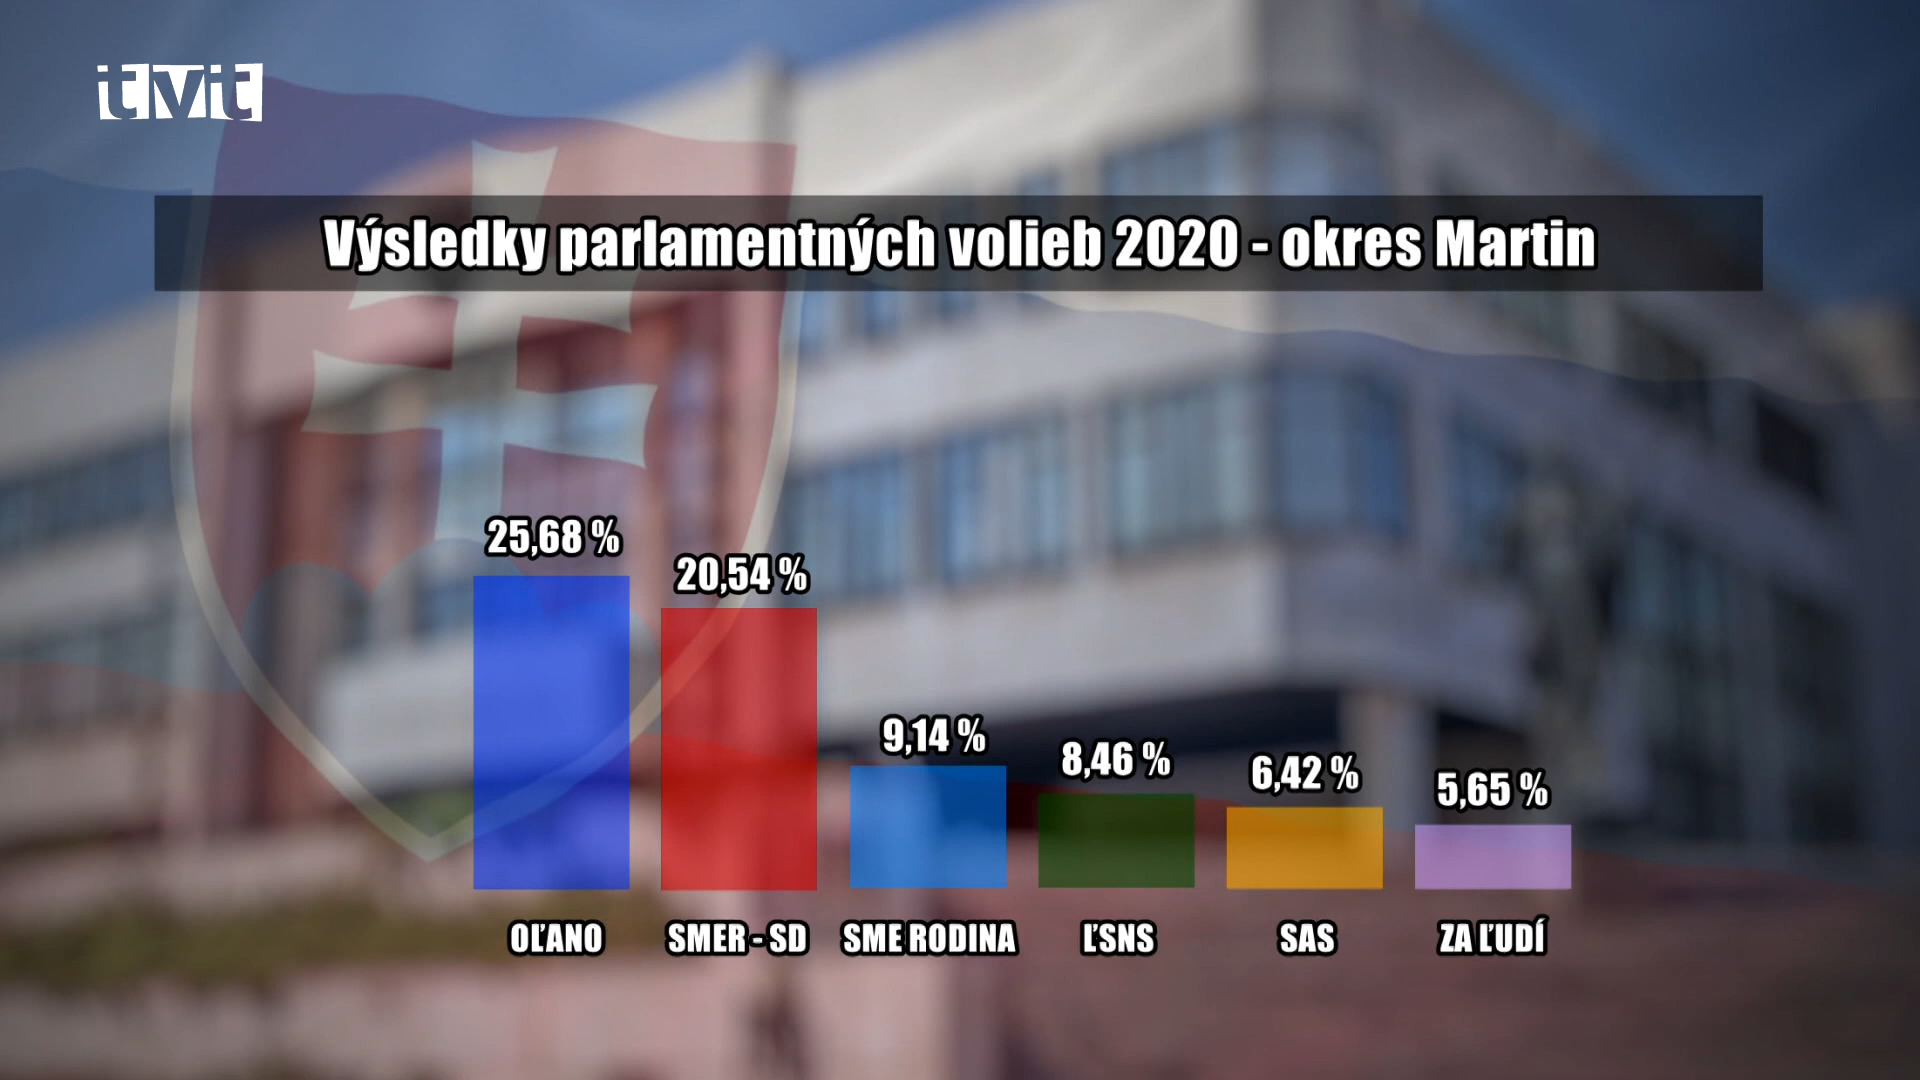 tvit
Výsledky parlamentných volieb 2020 - okres Martin
25,68 %
20,54 %
9,14 %
8,46 %
6,42 %
5,65 %
OĽANO
SMER - SD
SME RODINA
ĽSNS
SAS
ZA ĽUDÍ